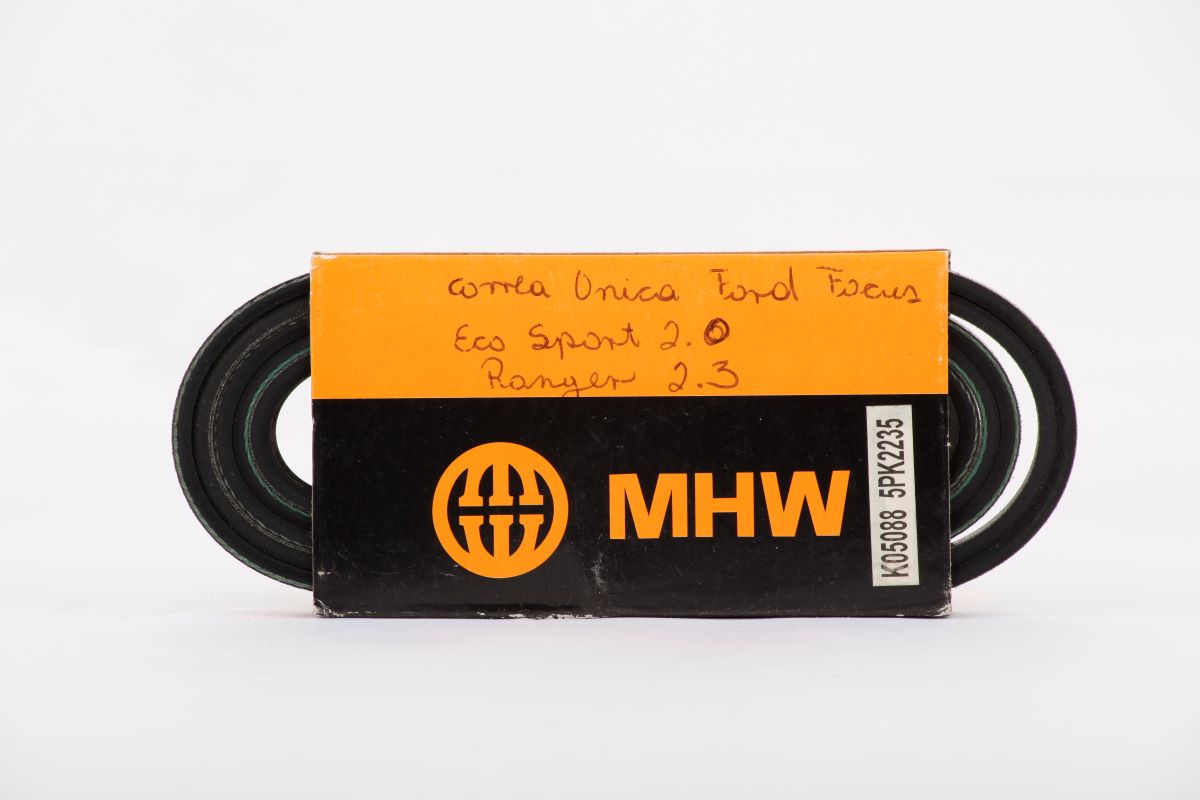 correa Unica Ford Focus
Eco Sport 2.0
Ranger 2.3
MHW
K05088 5PK2235